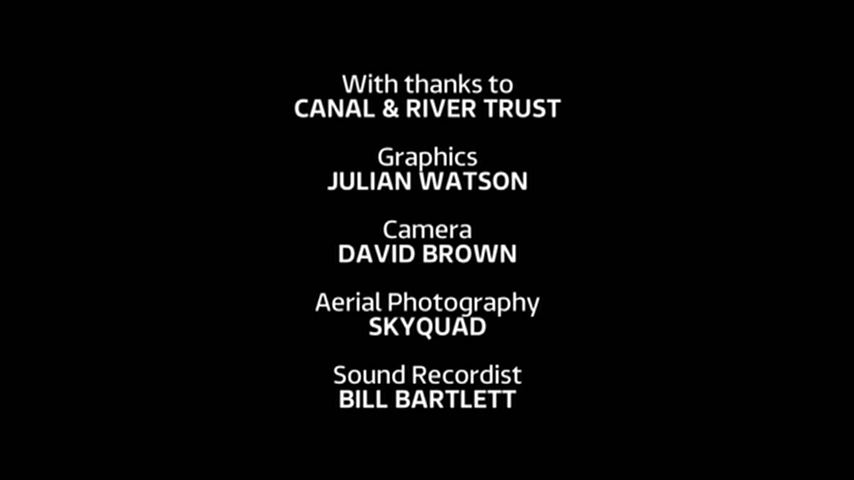 With thanks to
CANAL & RIVER TRUST
Graphics
JULIAN WATSON
Camera
DAVID BROWN
Aerial Photography
SKYQUAD
Sound Recordist
BILL BARTLETT